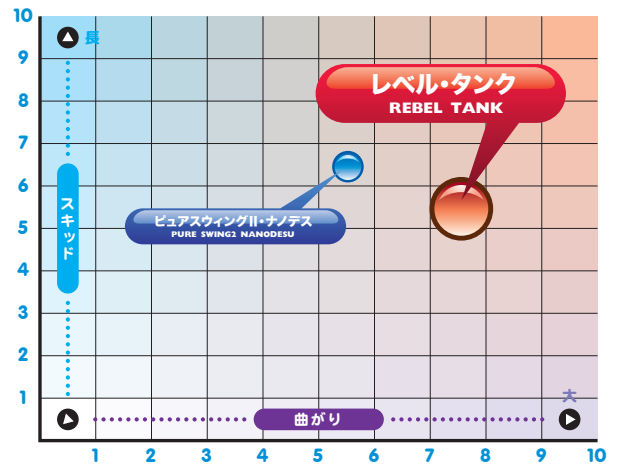 10
長
9
8
レベル・タンク
REBEL TANK
7
6
スキッド
ピュアスウィングII・ナノデス
PURE SWING2 NANODESU
5
4
3
2
大
1
曲がり
1 2 3 4 5 6 7 8 9 10